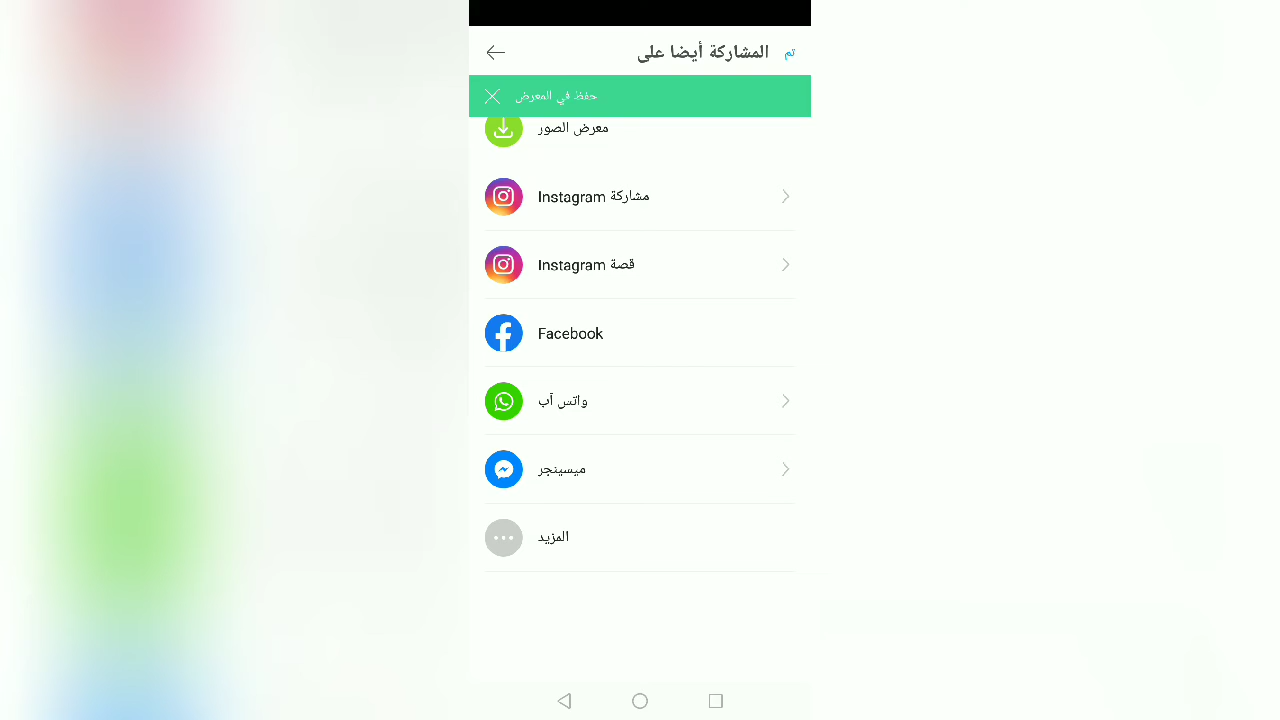 المشاركة أيضا على
تم
حفظ في المعرض
معرض الصور
مشاركة Instagram
قصة Instagram
Facebook
واتس آب
ميسينجر
المزيد